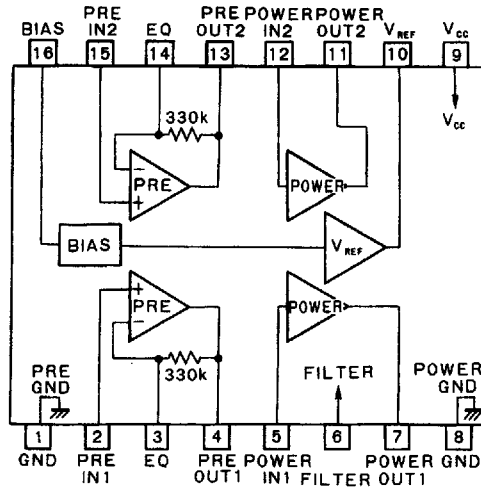 BIAS
PRE IN2
EQ
PRE OUT2
POWER IN2
POWER OUT2
VREF
Vcc
16
15
14
13
12
11
10
9
330k
Vcc
−
+
PRE
POWER
BIAS
VREF
+
−
PRE
POWER
330k
PRE GND
FILTER
POWER GND
1
2
3
4
5
6
7
8
GND
PRE IN1
EQ
PRE OUT1
POWER IN1
FILTER
POWER OUT1
GND